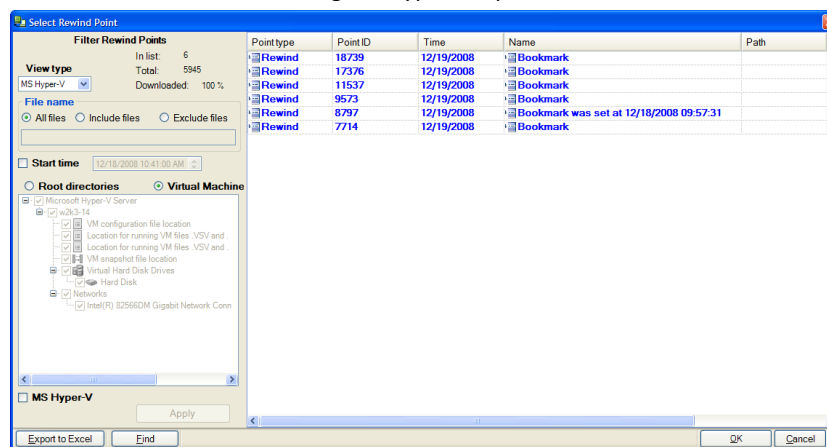 Select Rewind Point
Filter Rewind Points
In list: 6
View type
Total: 5945
MS Hyper-V
Downloaded: 100 %
File name
All files Include files Exclude files
Start time 12/18/2008 10:41:00 AM
Root directories Virtual Machine
Microsoft Hyper-V Server
w2k3-14
VM configuration file location
Location for running VM files .VSV and .
Location for running VM files .VSV and .
VM snapshot file location
Virtual Hard Disk Drives
Hard Disk
Networks
Intel(R) 82566DM Gigabit Network Conn
MS Hyper-V
Apply
Point type Point ID Time Name Path
Rewind 18739 12/19/2008 Bookmark
Rewind 17376 12/19/2008 Bookmark
Rewind 11537 12/19/2008 Bookmark
Rewind 9573 12/19/2008 Bookmark
Rewind 8797 12/19/2008 Bookmark was set at 12/18/2008 09:57:31
Rewind 7714 12/19/2008 Bookmark
Export to Excel Find OK Cancel